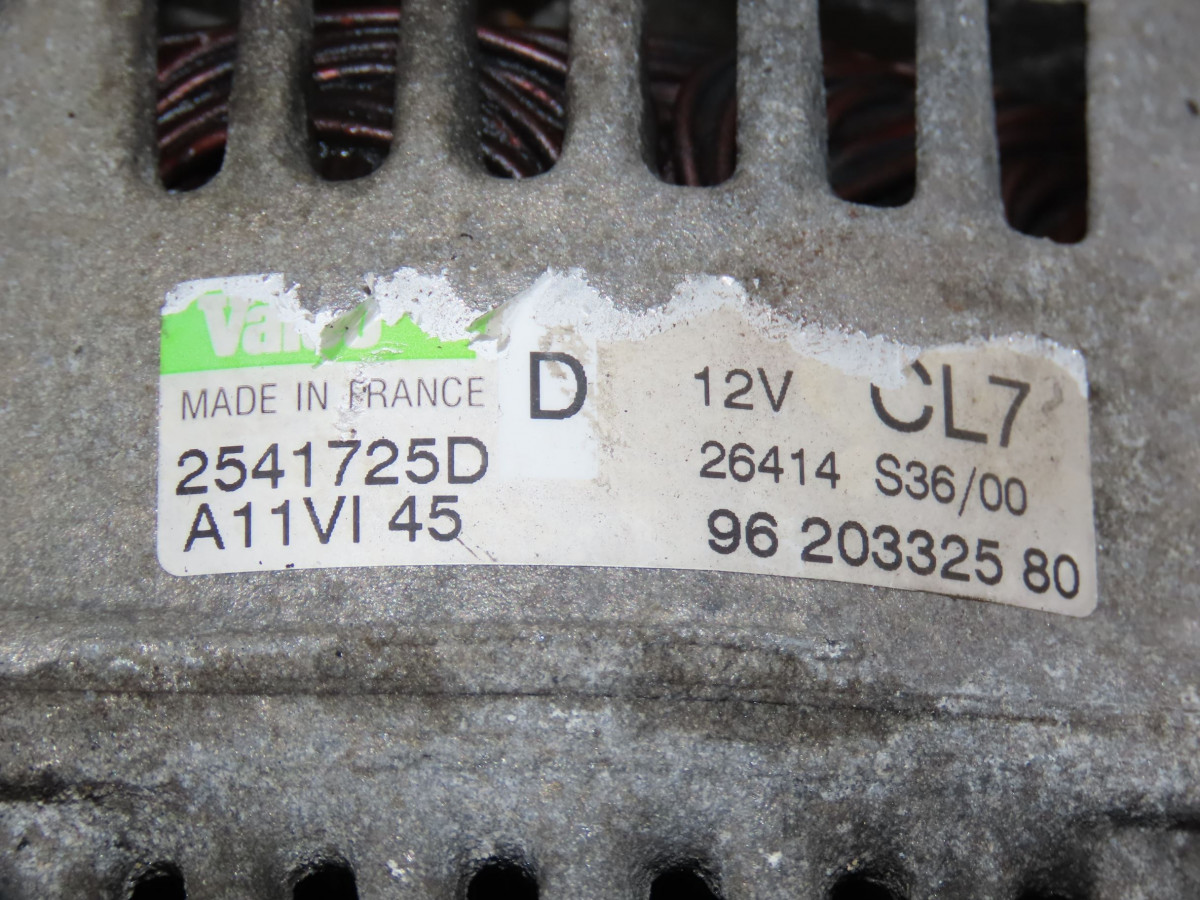 Valeo
MADE IN FRANCE
D
2541725D
A11VI 45
12V CL7
26414 S36/00
96 203325 80